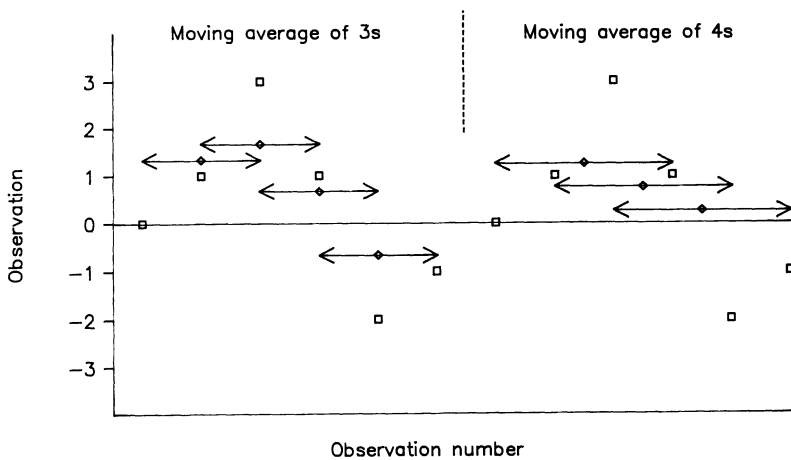 Moving average of 3s
Moving average of 4s
Observation
3
2
1
0
−1
−2
−3
Observation number